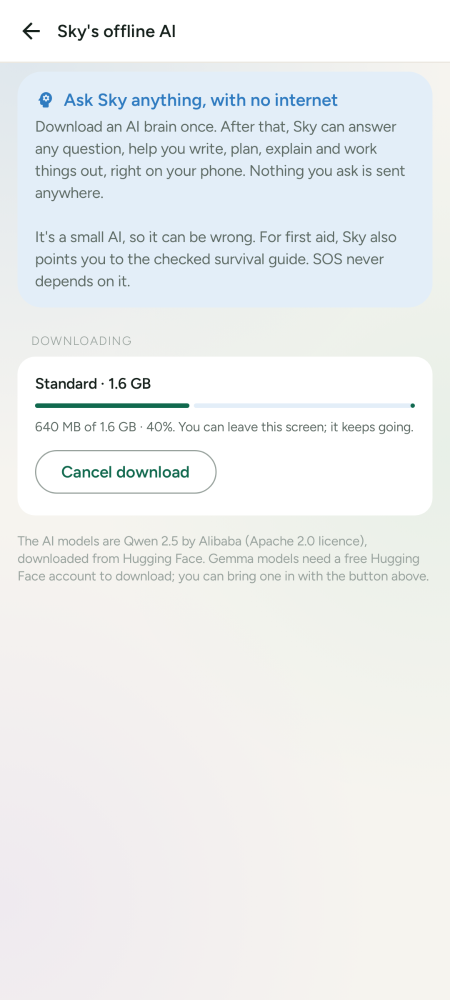 Sky's offline AI
Ask Sky anything, with no internet
Download an AI brain once. After that, Sky can answer
any question, help you write, plan, explain and work
things out, right on your phone. Nothing you ask is sent
anywhere.
It's a small AI, so it can be wrong. For first aid, Sky also
points you to the checked survival guide. SOS never
depends on it.
DOWNLOADING
Standard · 1.6 GB
640 MB of 1.6 GB · 40%. You can leave this screen; it keeps going.
Cancel download
The AI models are Qwen 2.5 by Alibaba (Apache 2.0 licence),
downloaded from Hugging Face. Gemma models need a free Hugging
Face account to download; you can bring one in with the button above.